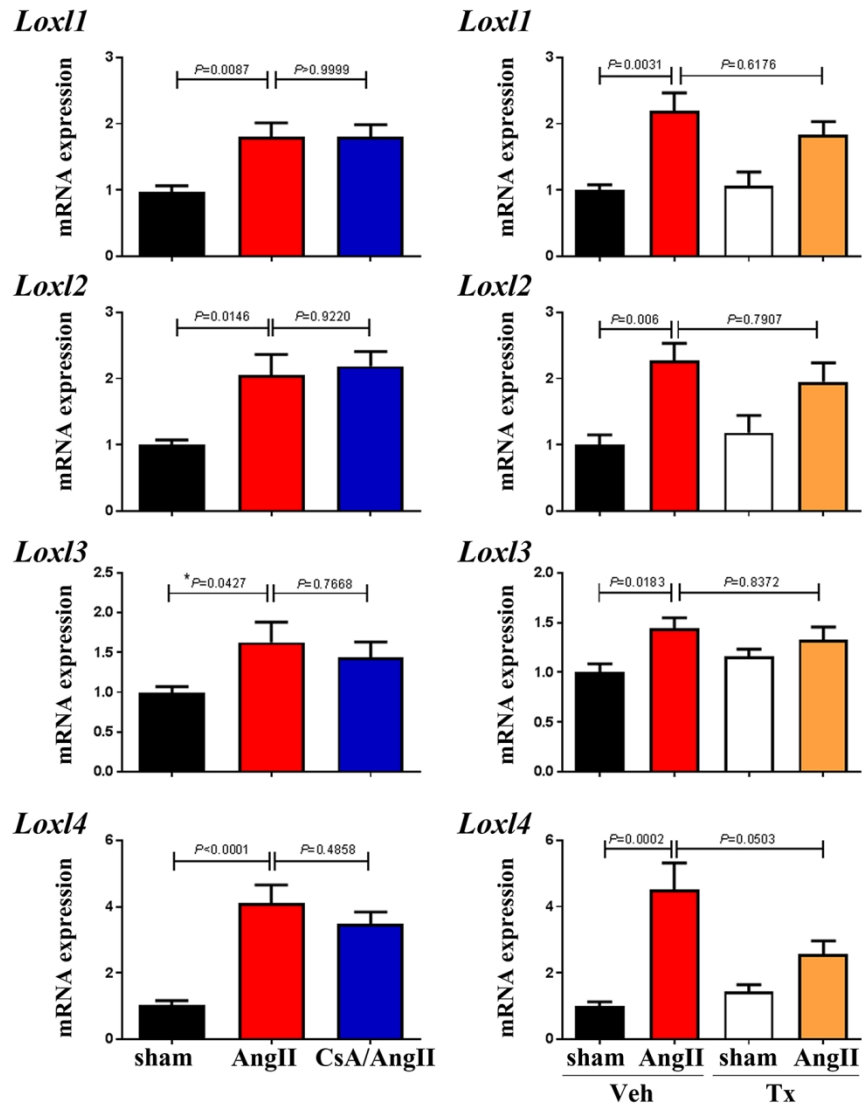 Loxl1
mRNA expression
3
2
1
0
P=0.0087
P>0.9999
Loxl1
mRNA expression
3
2
1
0
P=0.0031
P=0.6176
Loxl2
mRNA expression
3
2
1
0
P=0.0146
P=0.9220
Loxl2
mRNA expression
3
2
1
0
P=0.006
P=0.7907
Loxl3
mRNA expression
2.5
2.0
1.5
1.0
0.5
0.0
*P=0.0427
P=0.7668
Loxl3
mRNA expression
2.0
1.5
1.0
0.5
0.0
P=0.0183
P=0.8372
Loxl4
mRNA expression
6
4
2
0
P<0.0001
P=0.4858
sham AngII CsA/AngII
Loxl4
mRNA expression
6
4
2
0
P=0.0002
P=0.0503
sham AngII sham AngII
Veh Tx